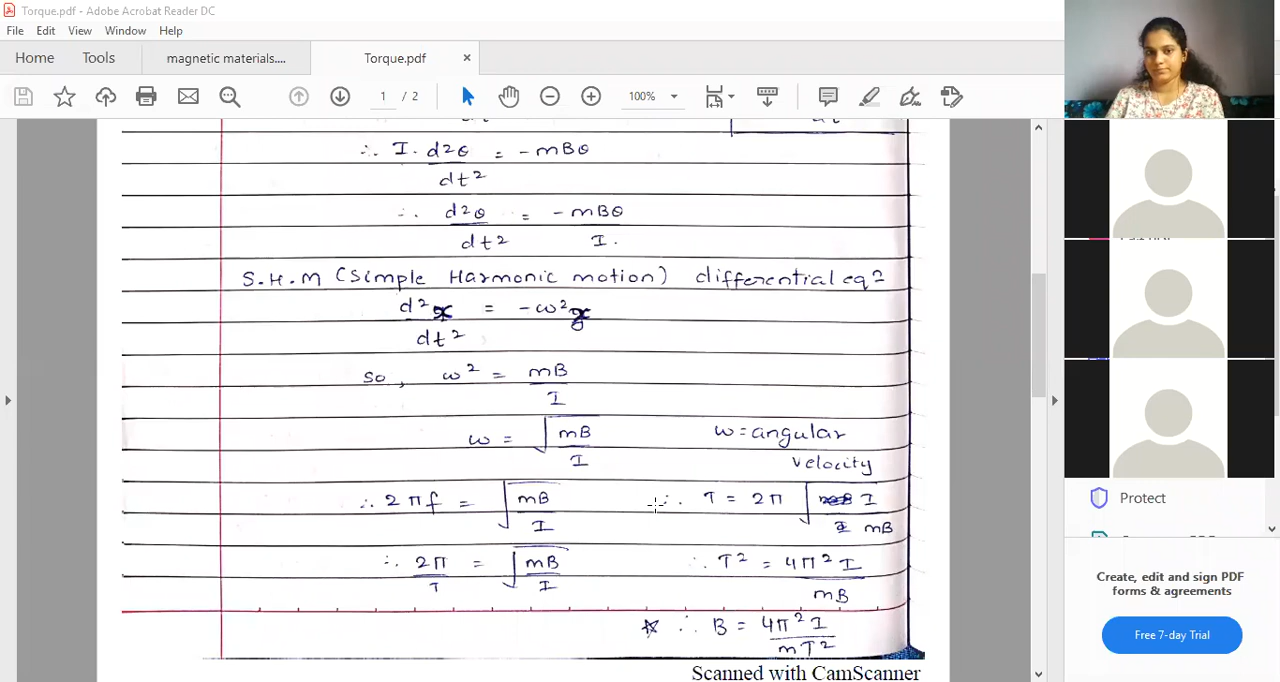 Torque.pdf - Adobe Acrobat Reader DC
File Edit View Window Help
Home Tools magnetic materials.... Torque.pdf ×
1 / 2 100%
∴ I. d2θ = - mBθ
dt2
∴ d2θ = - mBθ
dt2 I.
S.H.M (Simple Harmonic motion) differential eqn
d2x = -ω2x
dt2
so, ω2 = mB
I
ω = √mB ω = angular
I velocity
∴ 2πf = √mB ∴ T = 2π √I
I mB
∴ 2π = √mB ∴ T2 = 4π2I
T I mB
∴ B = 4π2I
mT2
Scanned with CamScanner
Protect
Create, edit and sign PDF
forms & agreements
Free 7-day Trial